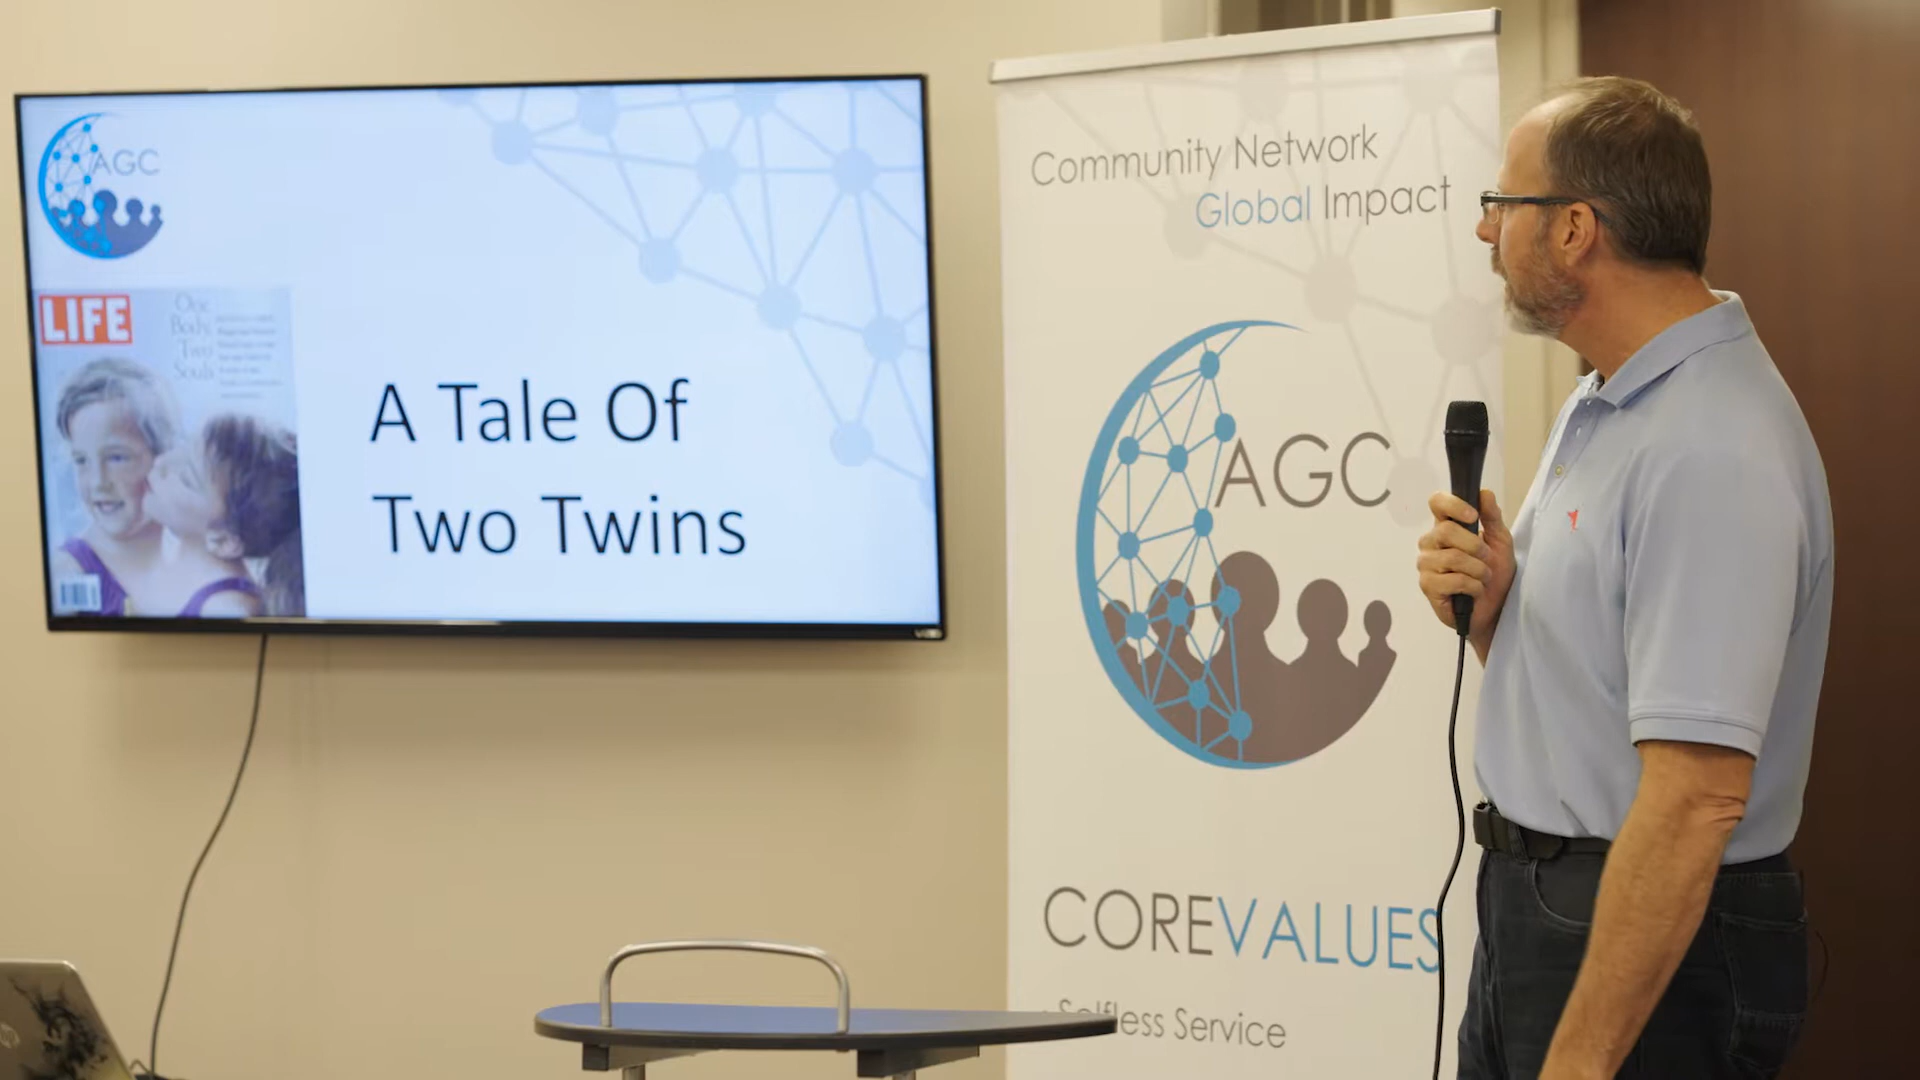 AGC
LIFE
One
Body
Two
Souls
A Tale Of
Two Twins
Community Network
Global Impact
AGC
COREVALUES
Selfless Service